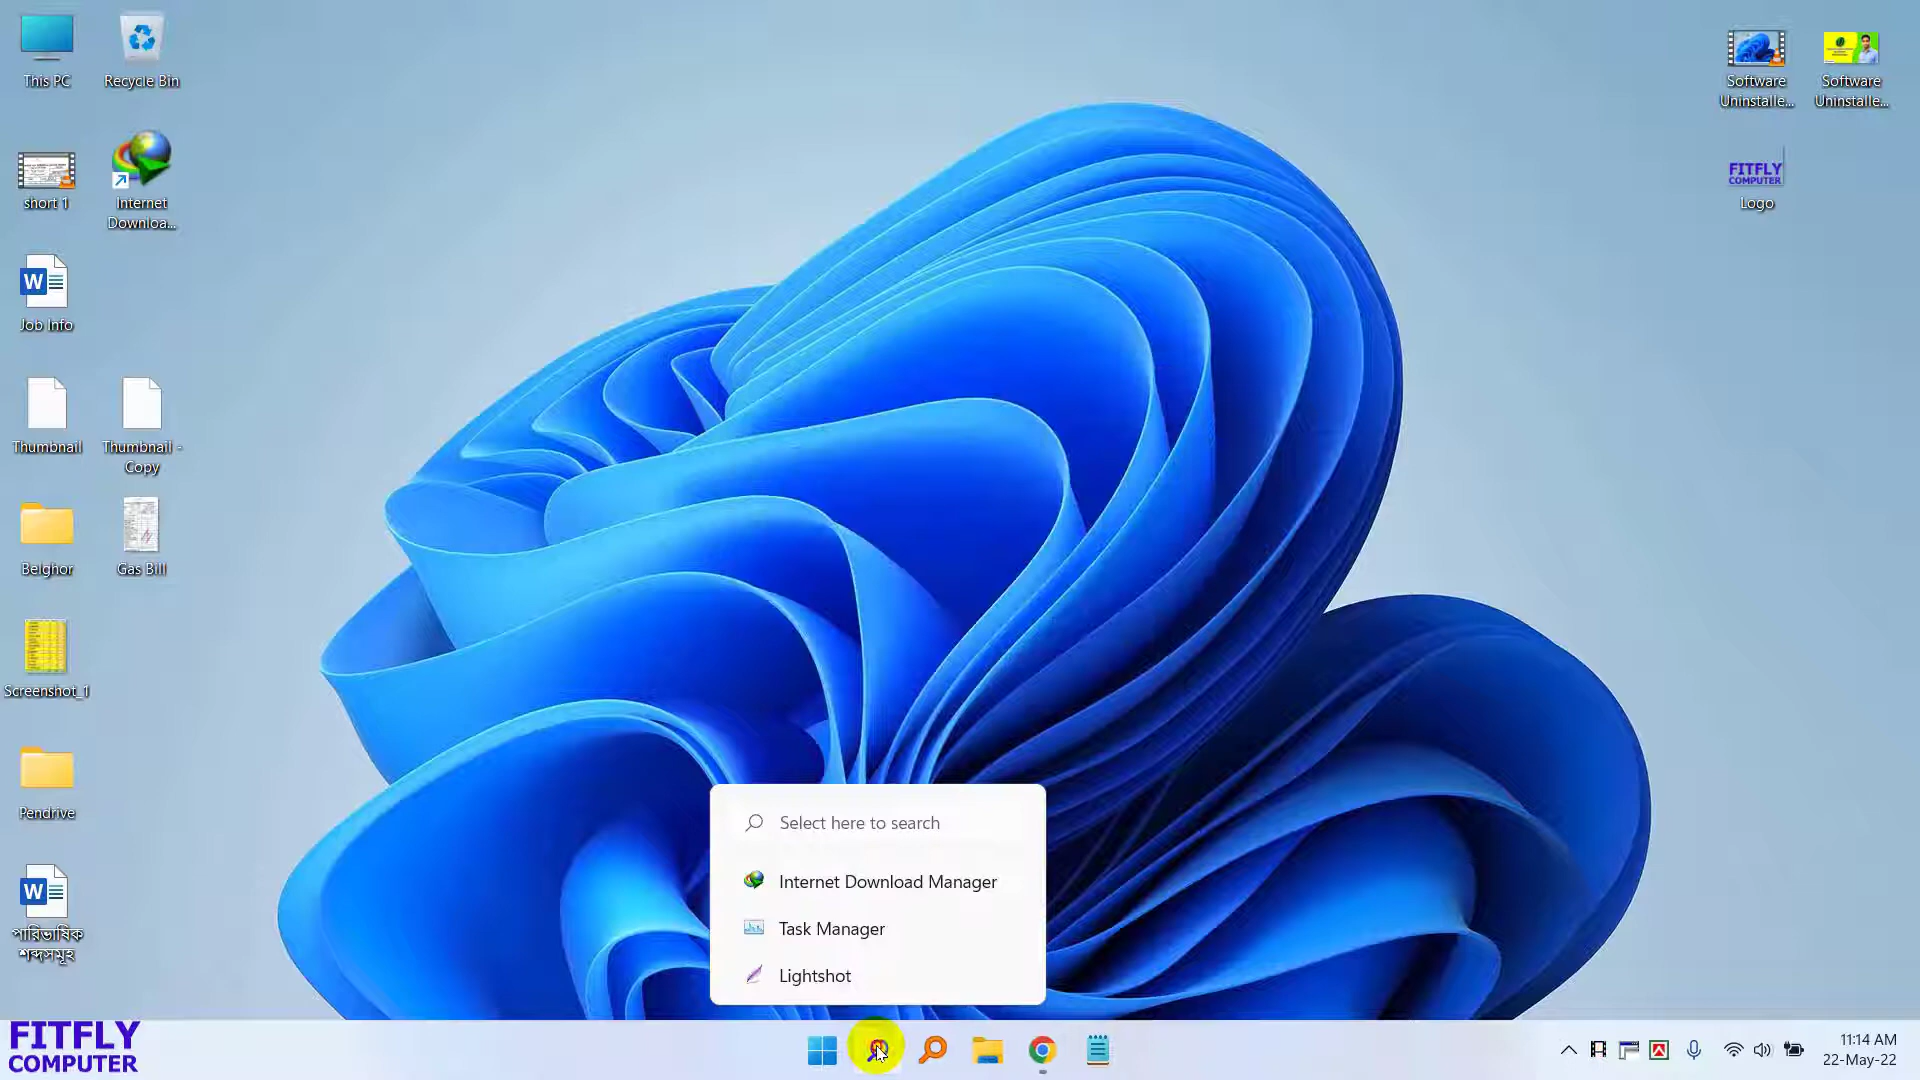 This PC
Recycle Bin
short 1
Internet
Downloa...
Job Info
Thumbnail
Thumbnail -
Copy
Belghor
Gas Bill
Screenshot_1
Pendrive
পারিভাষিক
শব্দসমূহ
Software
Uninstalle...
Software
Uninstalle...
FITFLY
COMPUTER
Logo
Select here to search
Internet Download Manager
Task Manager
Lightshot
FITFLY
COMPUTER
11:14 AM
22-May-22